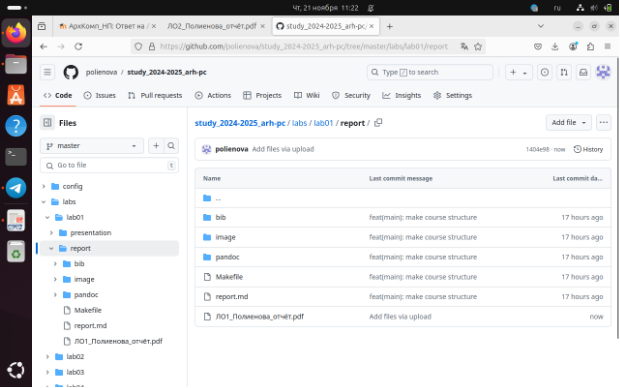 Чт, 21 ноября 11:22
ru
АрхКомп_НП: Ответ на /
ЛО2_Полиенова_отчёт.pdf
study_2024-2025_arh-pc/
https://github.com/polienova/study_2024-2025_arh-pc/tree/master/labs/lab01/report
polienova / study_2024-2025_arh-pc
Type / to search
Code
Issues
Pull requests
Actions
Projects
Wiki
Security
Insights
Settings
Files
master
Go to file
t
config
labs
lab01
presentation
report
bib
image
pandoc
Makefile
report.md
ЛО1_Полиенова_отчёт.pdf
lab02
lab03
study_2024-2025_arh-pc / labs / lab01 / report /
Add file
polienova Add files via upload
1404e98 · now
History
Name Last commit message Last commit da...
..
bib feat(main): make course structure 17 hours ago
image feat(main): make course structure 17 hours ago
pandoc feat(main): make course structure 17 hours ago
Makefile feat(main): make course structure 17 hours ago
report.md feat(main): make course structure 17 hours ago
ЛО1_Полиенова_отчёт.pdf Add files via upload now